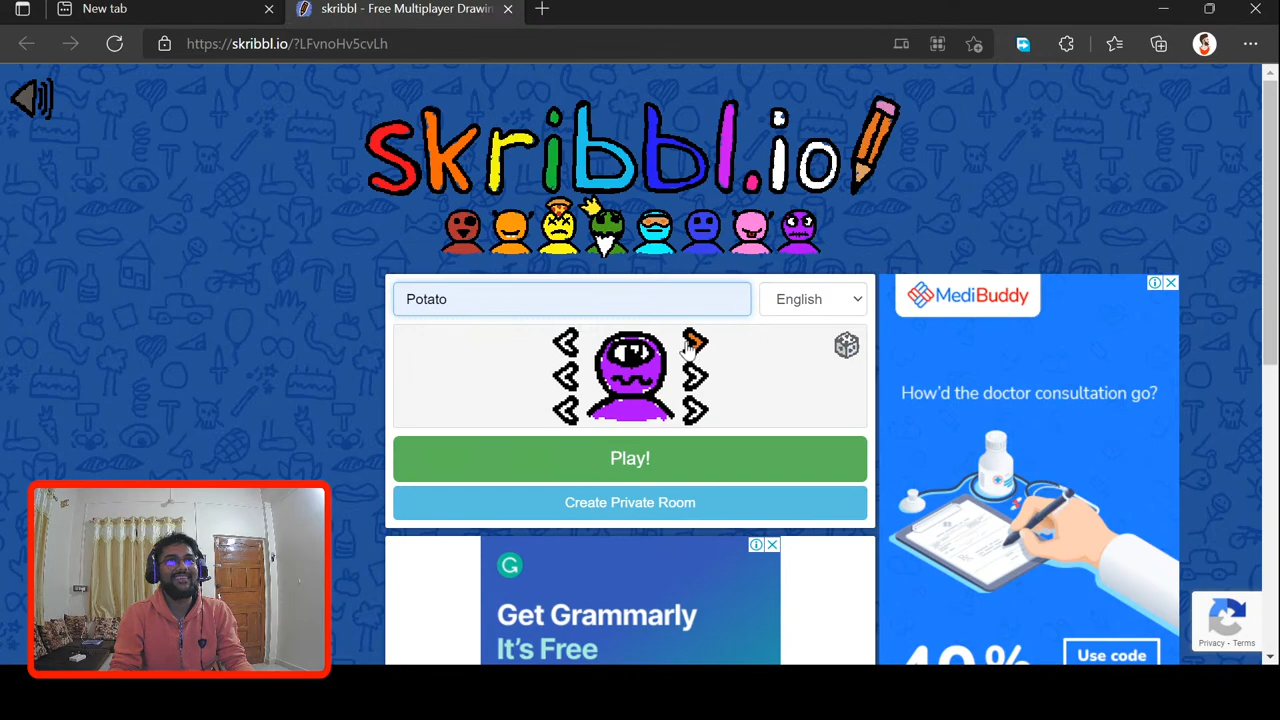 New tab
skribbl - Free Multiplayer Drawin
https://skribbl.io/?LFvnoHv5cvLh
skribbl.io
Potato
English
Play!
Create Private Room
MediBuddy
How'd the doctor consultation go?
G
Get Grammarly
It's Free
40%
Use code
Privacy - Terms